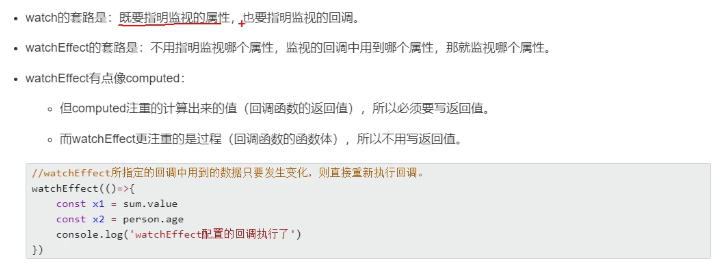 watch的套路是：既要指明监视的属性，也要指明监视的回调。
watchEffect的套路是：不用指明监视哪个属性，监视的回调中用到哪个属性，那就监视哪个属性。
watchEffect有点像computed：
但computed注重的计算出来的值（回调函数的返回值），所以必须要写返回值。
而watchEffect更注重的是过程（回调函数的函数体），所以不用写返回值。
//watchEffect所指定的回调中用到的数据只要发生变化，则直接重新执行回调。
watchEffect(()=>{
    const x1 = sum.value
    const x2 = person.age
    console.log('watchEffect配置的回调执行了')
})